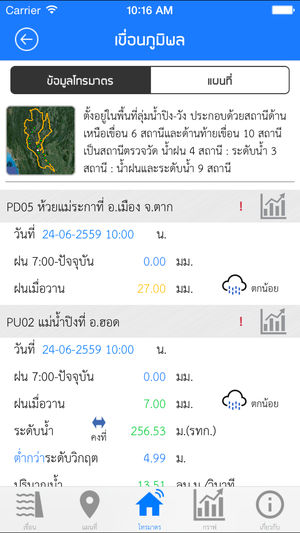 Carrier 10:16 AM
เขื่อนภูมิพล
ข้อมูลโทรมาตร แผนที่
ตั้งอยู่ในพื้นที่ลุ่มน้ำปิง-วัง ประกอบด้วยสถานีด้าน
เหนือเขื่อน 6 สถานีและด้านท้ายเขื่อน 10 สถานี
เป็นสถานีตรวจวัด น้ำฝน 4 สถานี : ระดับน้ำ 3
สถานี : น้ำฝนและระดับน้ำ 9 สถานี
PD05 ห้วยแม่ระกาที่ อ.เมือง จ.ตาก !
วันที่ 24-06-2559 10:00 น.
ฝน 7:00-ปัจจุบัน 0.00 มม.
ฝนเมื่อวาน 27.00 มม. ตกน้อย
PU02 แม่น้ำปิงที่ อ.ฮอด !
วันที่ 24-06-2559 10:00 น.
ฝน 7:00-ปัจจุบัน 0.00 มม.
ฝนเมื่อวาน 7.00 มม. ตกน้อย
ระดับน้ำ คงที่ 256.53 ม.(รทก.)
ต่ำกว่าระดับวิกฤต 4.99 ม.
ปริมาณน้ำ 13.51 ลบ.ม./วินาที
เขื่อน แผนที่ โทรมาตร กราฟ เกี่ยวกับ